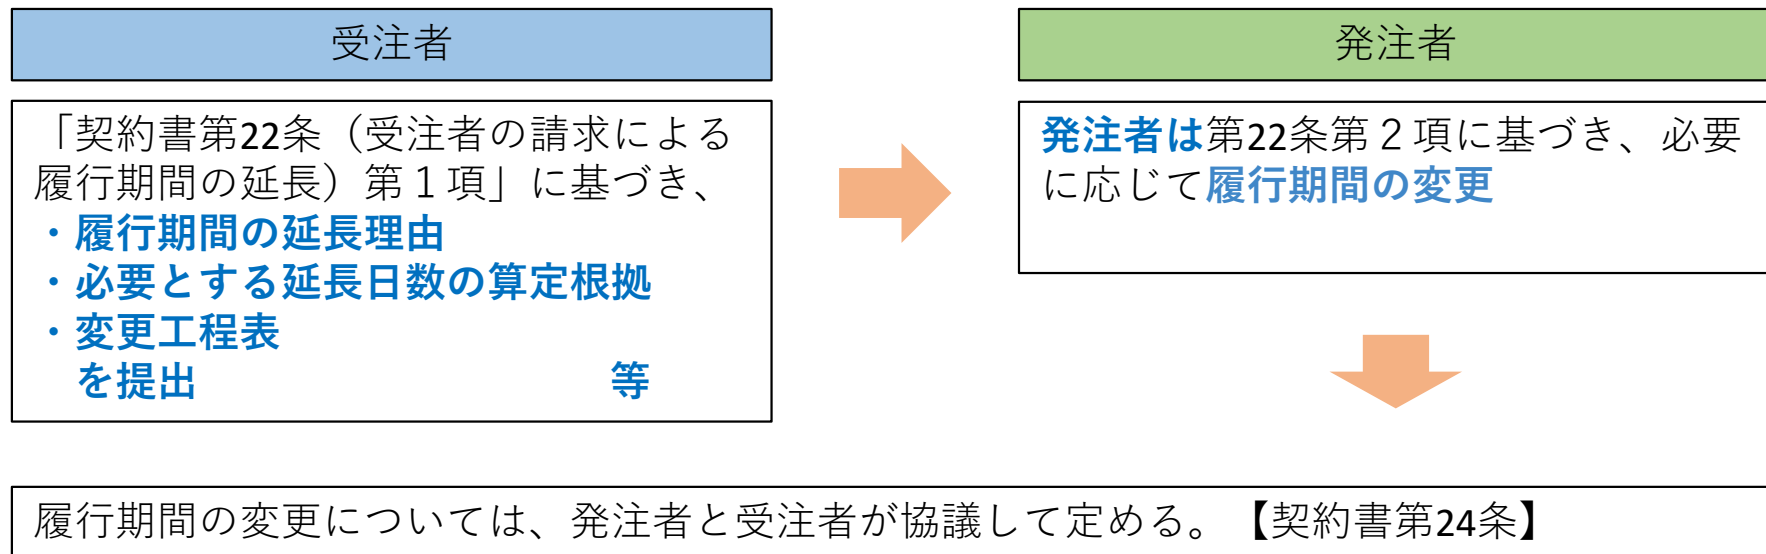 受注者
「契約書第22条（受注者の請求による
履行期間の延長）第１項」に基づき、
・履行期間の延長理由
・必要とする延長日数の算定根拠
・変更工程表
を提出　　　　　　　　　　等
発注者
発注者は第22条第２項に基づき、必要
に応じて履行期間の変更
履行期間の変更については、発注者と受注者が協議して定める。【契約書第24条】